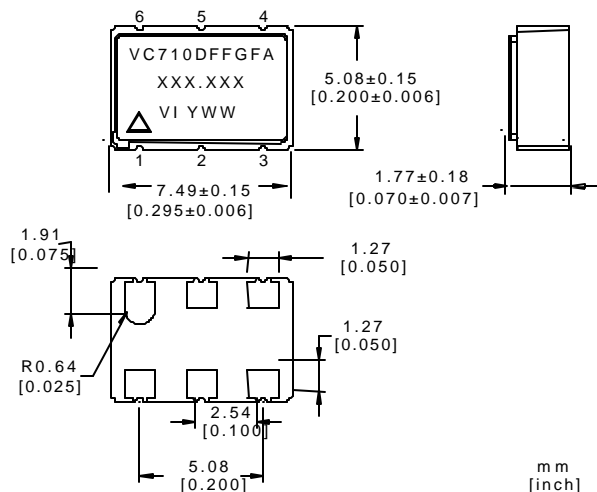 6 5 4
VC710DFFGFA
XXX.XXX
VI YWW
1 2 3
5.08±0.15
[0.200±0.006]
7.49±0.15
[0.295±0.006]
1.77±0.18
[0.070±0.007]
1.91
[0.075]
1.27
[0.050]
R0.64
[0.025]
1.27
[0.050]
2.54
[0.100]
5.08
[0.200]
mm
[inch]